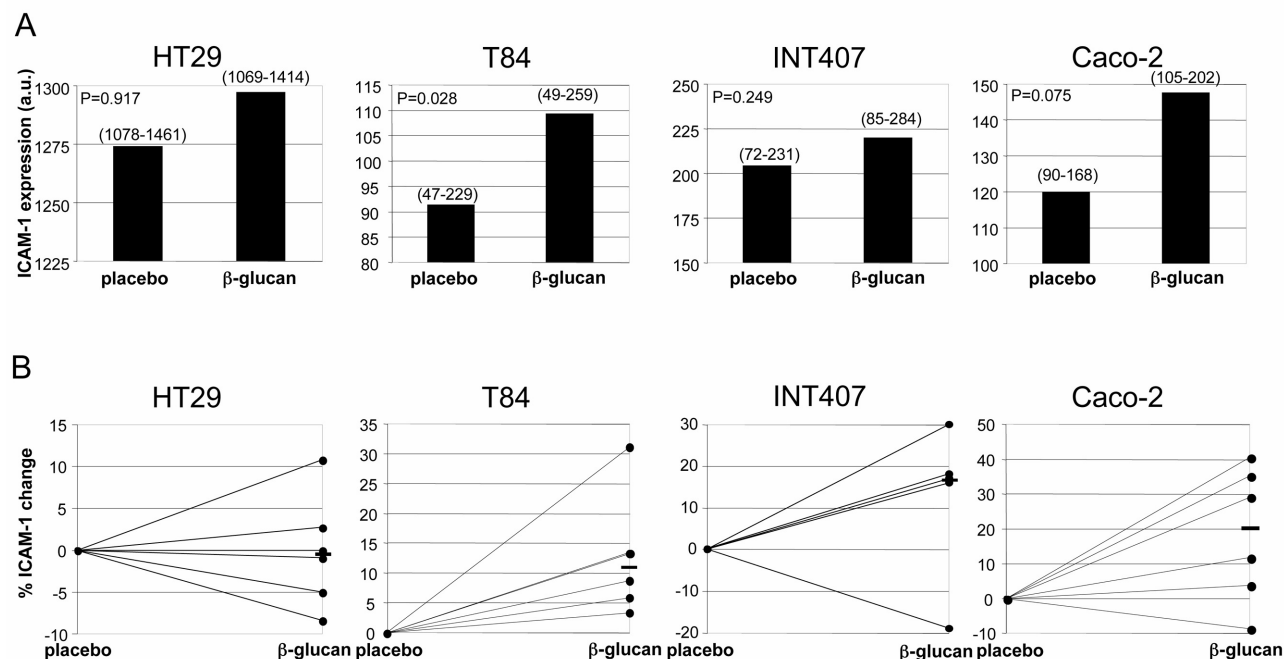 A
HT29
T84
INT407
Caco-2
ICAM-1 expression (a.u.)
1300
1275
1250
1225
P=0.917
(1078-1461)
(1069-1414)
placebo
β-glucan
115
110
105
100
95
90
85
80
P=0.028
(47-229)
(49-259)
placebo
β-glucan
250
225
200
175
150
P=0.249
(72-231)
(85-284)
placebo
β-glucan
150
140
130
120
110
100
P=0.075
(90-168)
(105-202)
placebo
β-glucan
B
HT29
T84
INT407
Caco-2
% ICAM-1 change
15
10
5
0
-5
-10
placebo
β-glucan
35
30
25
20
15
10
5
0
placebo
β-glucan
30
20
10
0
-10
-20
placebo
β-glucan
50
40
30
20
10
0
-10
placebo
β-glucan